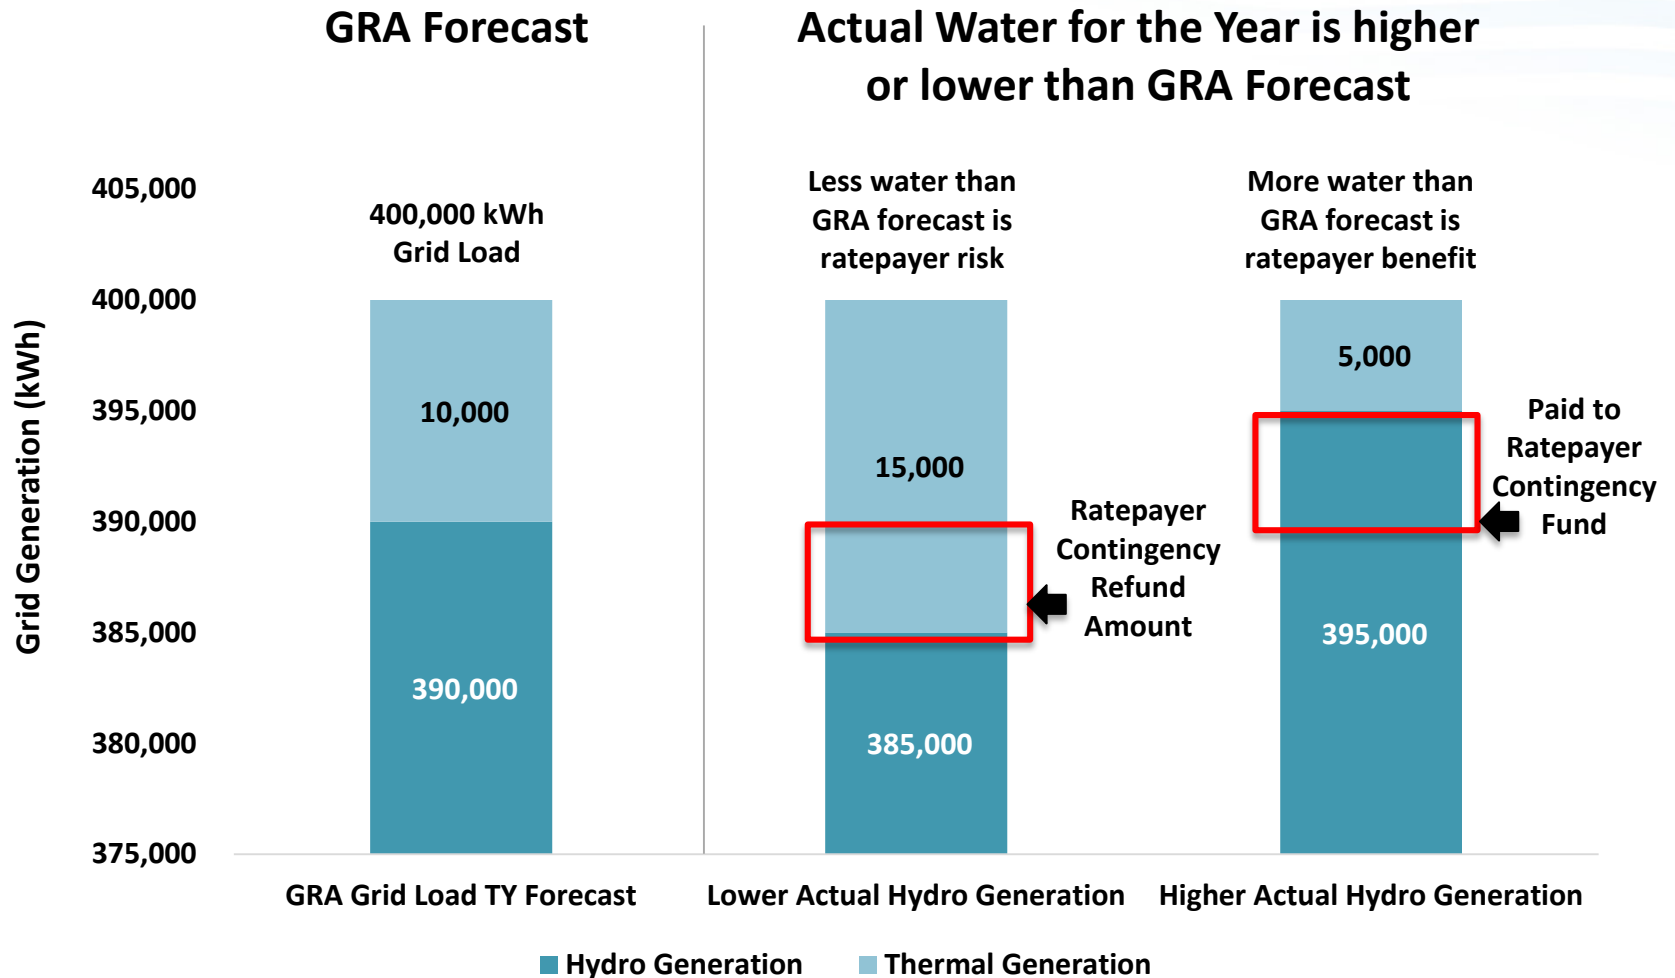 GRA Forecast
Actual Water for the Year is higher
or lower than GRA Forecast
Grid Generation (kWh)
405,000
400,000
395,000
390,000
385,000
380,000
375,000
400,000 kWh
Grid Load
10,000
390,000
Less water than
GRA forecast is
ratepayer risk
15,000
385,000
Ratepayer
Contingency
Refund
Amount
More water than
GRA forecast is
ratepayer benefit
5,000
395,000
Paid to
Ratepayer
Contingency
Fund
GRA Grid Load TY Forecast
Lower Actual Hydro Generation
Higher Actual Hydro Generation
Hydro Generation
Thermal Generation